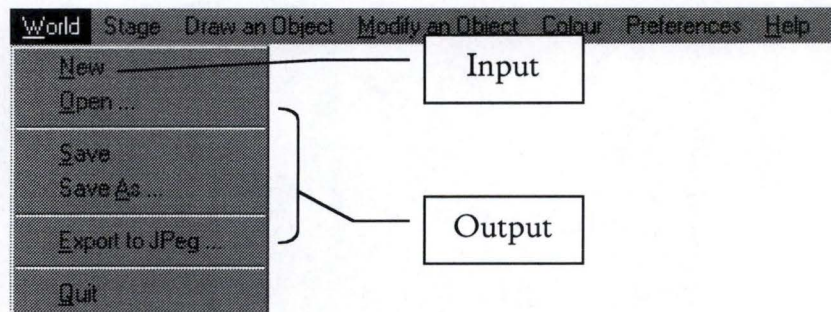 World Stage Draw an Object Modify an Object Colour Preferences Help
New
Input
Open ...
Save
Save As ...
Output
Export to JPeg ...
Quit